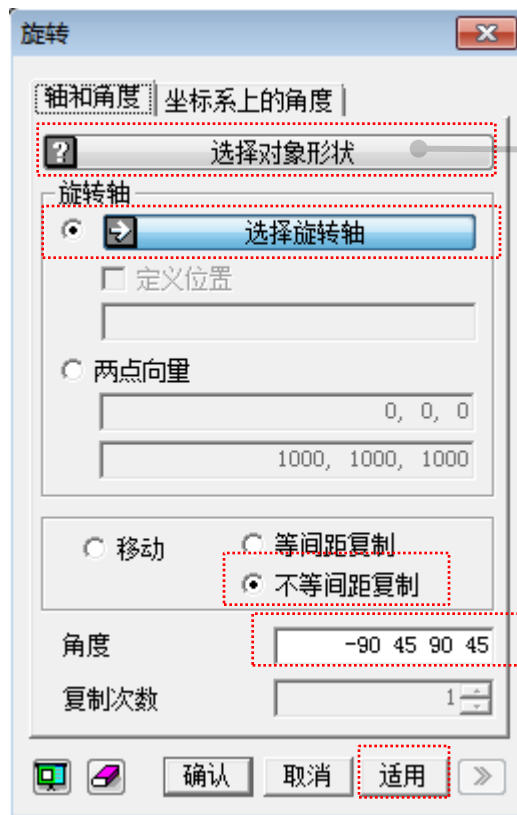 旋转
轴和角度 坐标系上的角度
? 选择对象形状
旋转轴
选择旋转轴
定义位置
两点向量
0, 0, 0
1000, 1000, 1000
移动 等间距复制
不等间距复制
角度 -90 45 90 45
复制次数 1
确认 取消 适用